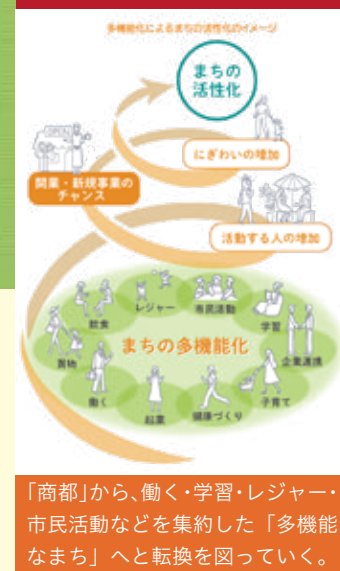 多機能化によるまちの活性化のイメージ
まちの
活性化
にぎわいの増加
開業・新規事業の
チャンス
活動する人の増加
レジャー
市民活動
飲食
学習
まちの多機能化
買物
企業連携
働く
子育て
起業
健康づくり
「商都」から、働く・学習・レジャー・
市民活動などを集約した「多機能
なまち」へと転換を図っていく。